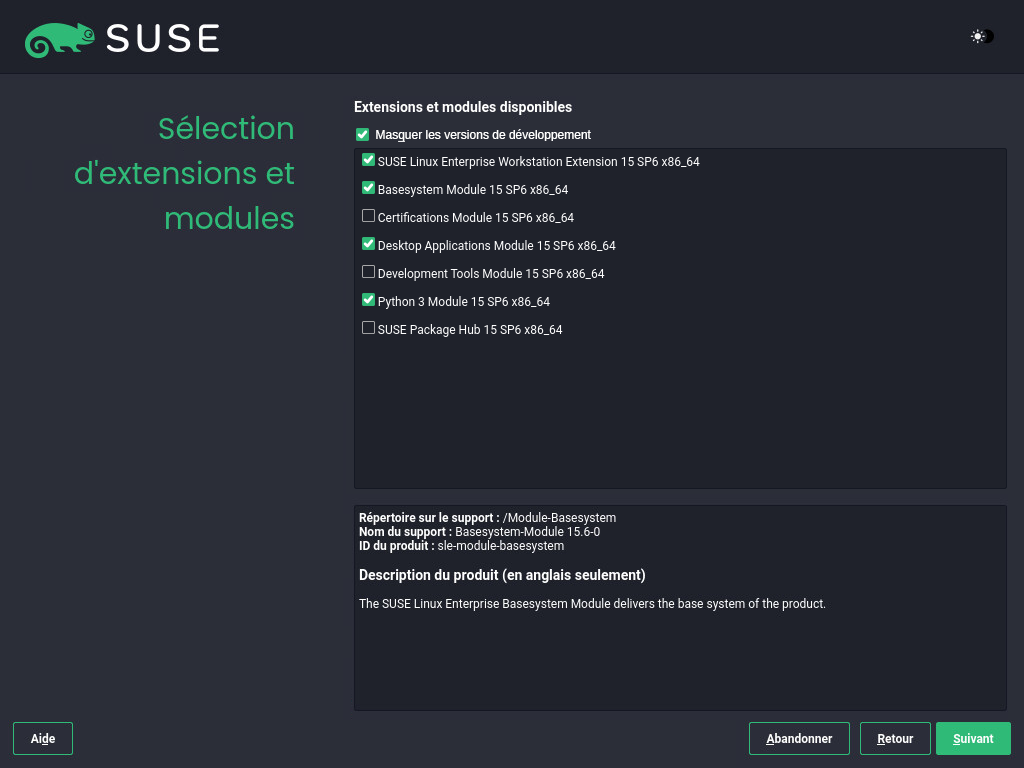 SUSE
Sélection
d'extensions et
modules
Extensions et modules disponibles
Masquer les versions de développement
SUSE Linux Enterprise Workstation Extension 15 SP6 x86_64
Basesystem Module 15 SP6 x86_64
Certifications Module 15 SP6 x86_64
Desktop Applications Module 15 SP6 x86_64
Development Tools Module 15 SP6 x86_64
Python 3 Module 15 SP6 x86_64
SUSE Package Hub 15 SP6 x86_64
Répertoire sur le support : /Module-Basesystem
Nom du support : Basesystem-Module 15.6-0
ID du produit : sle-module-basesystem
Description du produit (en anglais seulement)
The SUSE Linux Enterprise Basesystem Module delivers the base system of the product.
Aide
Abandonner
Retour
Suivant